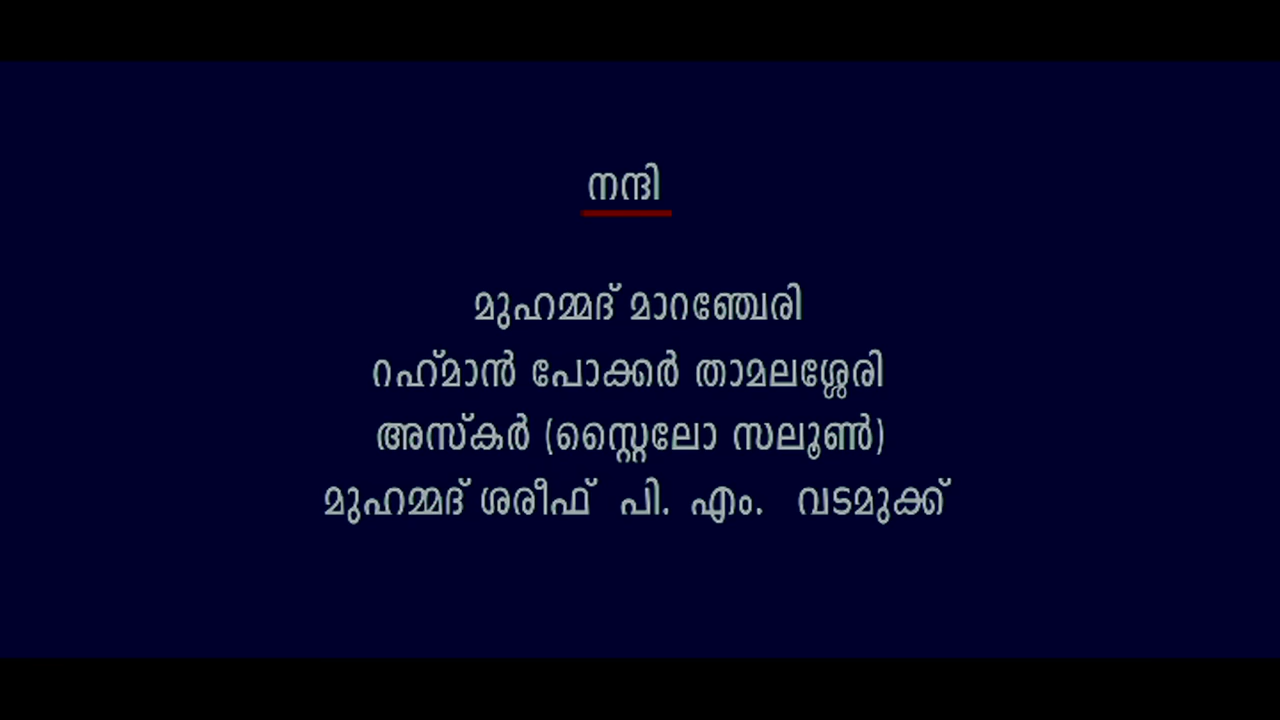 നന്ദി
മുഹമ്മദ് മാറഞ്ചേരി
റഹ്‌മാൻ പോക്കർ താമലശ്ശേരി
അസ്കർ (സ്റ്റൈലോ സലൂൺ)
മുഹമ്മദ് ശരീഫ് പി. എം. വടമുക്ക്